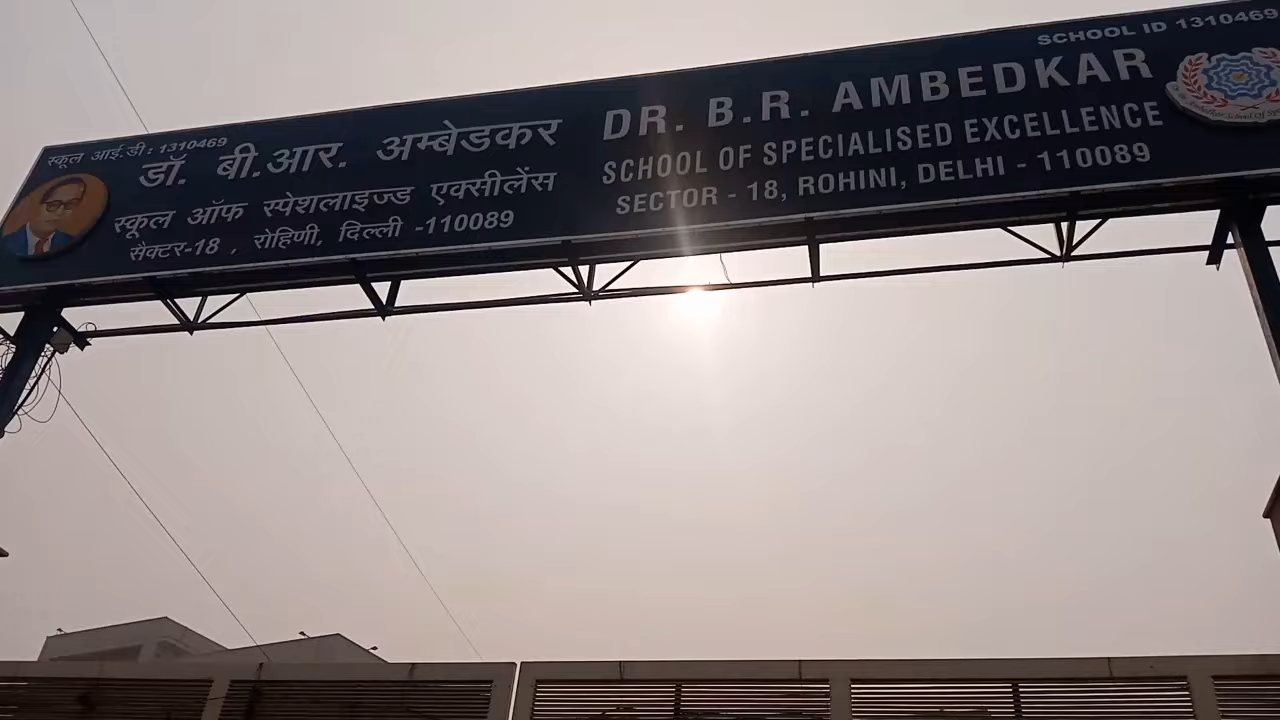 स्कूल आई.डी : 1310469
डॉ. बी.आर. अम्बेडकर
स्कूल ऑफ स्पेशलाइज्ड एक्सीलेंस
सैक्टर-18 , रोहिणी, दिल्ली -110089
SCHOOL ID 1310469
DR. B.R. AMBEDKAR
SCHOOL OF SPECIALISED EXCELLENCE
SECTOR - 18, ROHINI, DELHI - 110089